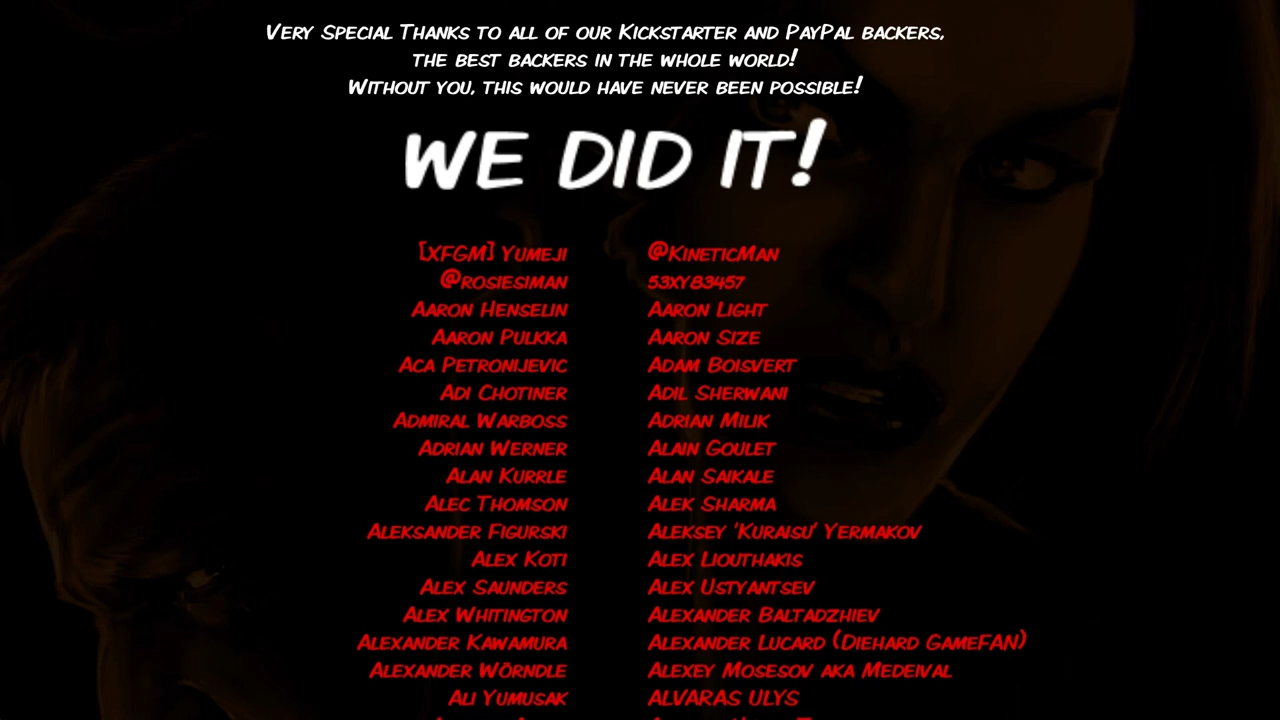 Very Special Thanks to all of our Kickstarter and PayPal backers,
the best backers in the whole world!
Without you, this would have never been possible!
WE DID IT!
[XFGM] Yumeji @KineticMan
@rosiesiman 53xy83457
Aaron Henselin Aaron Light
Aaron Pulkka Aaron Size
Aca Petronijevic Adam Boisvert
Adi Chotiner Adil Sherwani
Admiral Warboss Adrian Milik
Adrian Werner Alain Goulet
Alan Kurrle Alan Saikale
Alec Thomson Alek Sharma
Aleksander Figurski Aleksey 'Kuraisu' Yermakov
Alex Koti Alex Liouthakis
Alex Saunders Alex Ustyantsev
Alex Whitington Alexander Baltadzhiev
Alexander Kawamura Alexander Lucard (Diehard GameFAN)
Alexander Wörndle Alexey Mosesov aka Medeival
Ali Yumusak ALVARAS ULYS